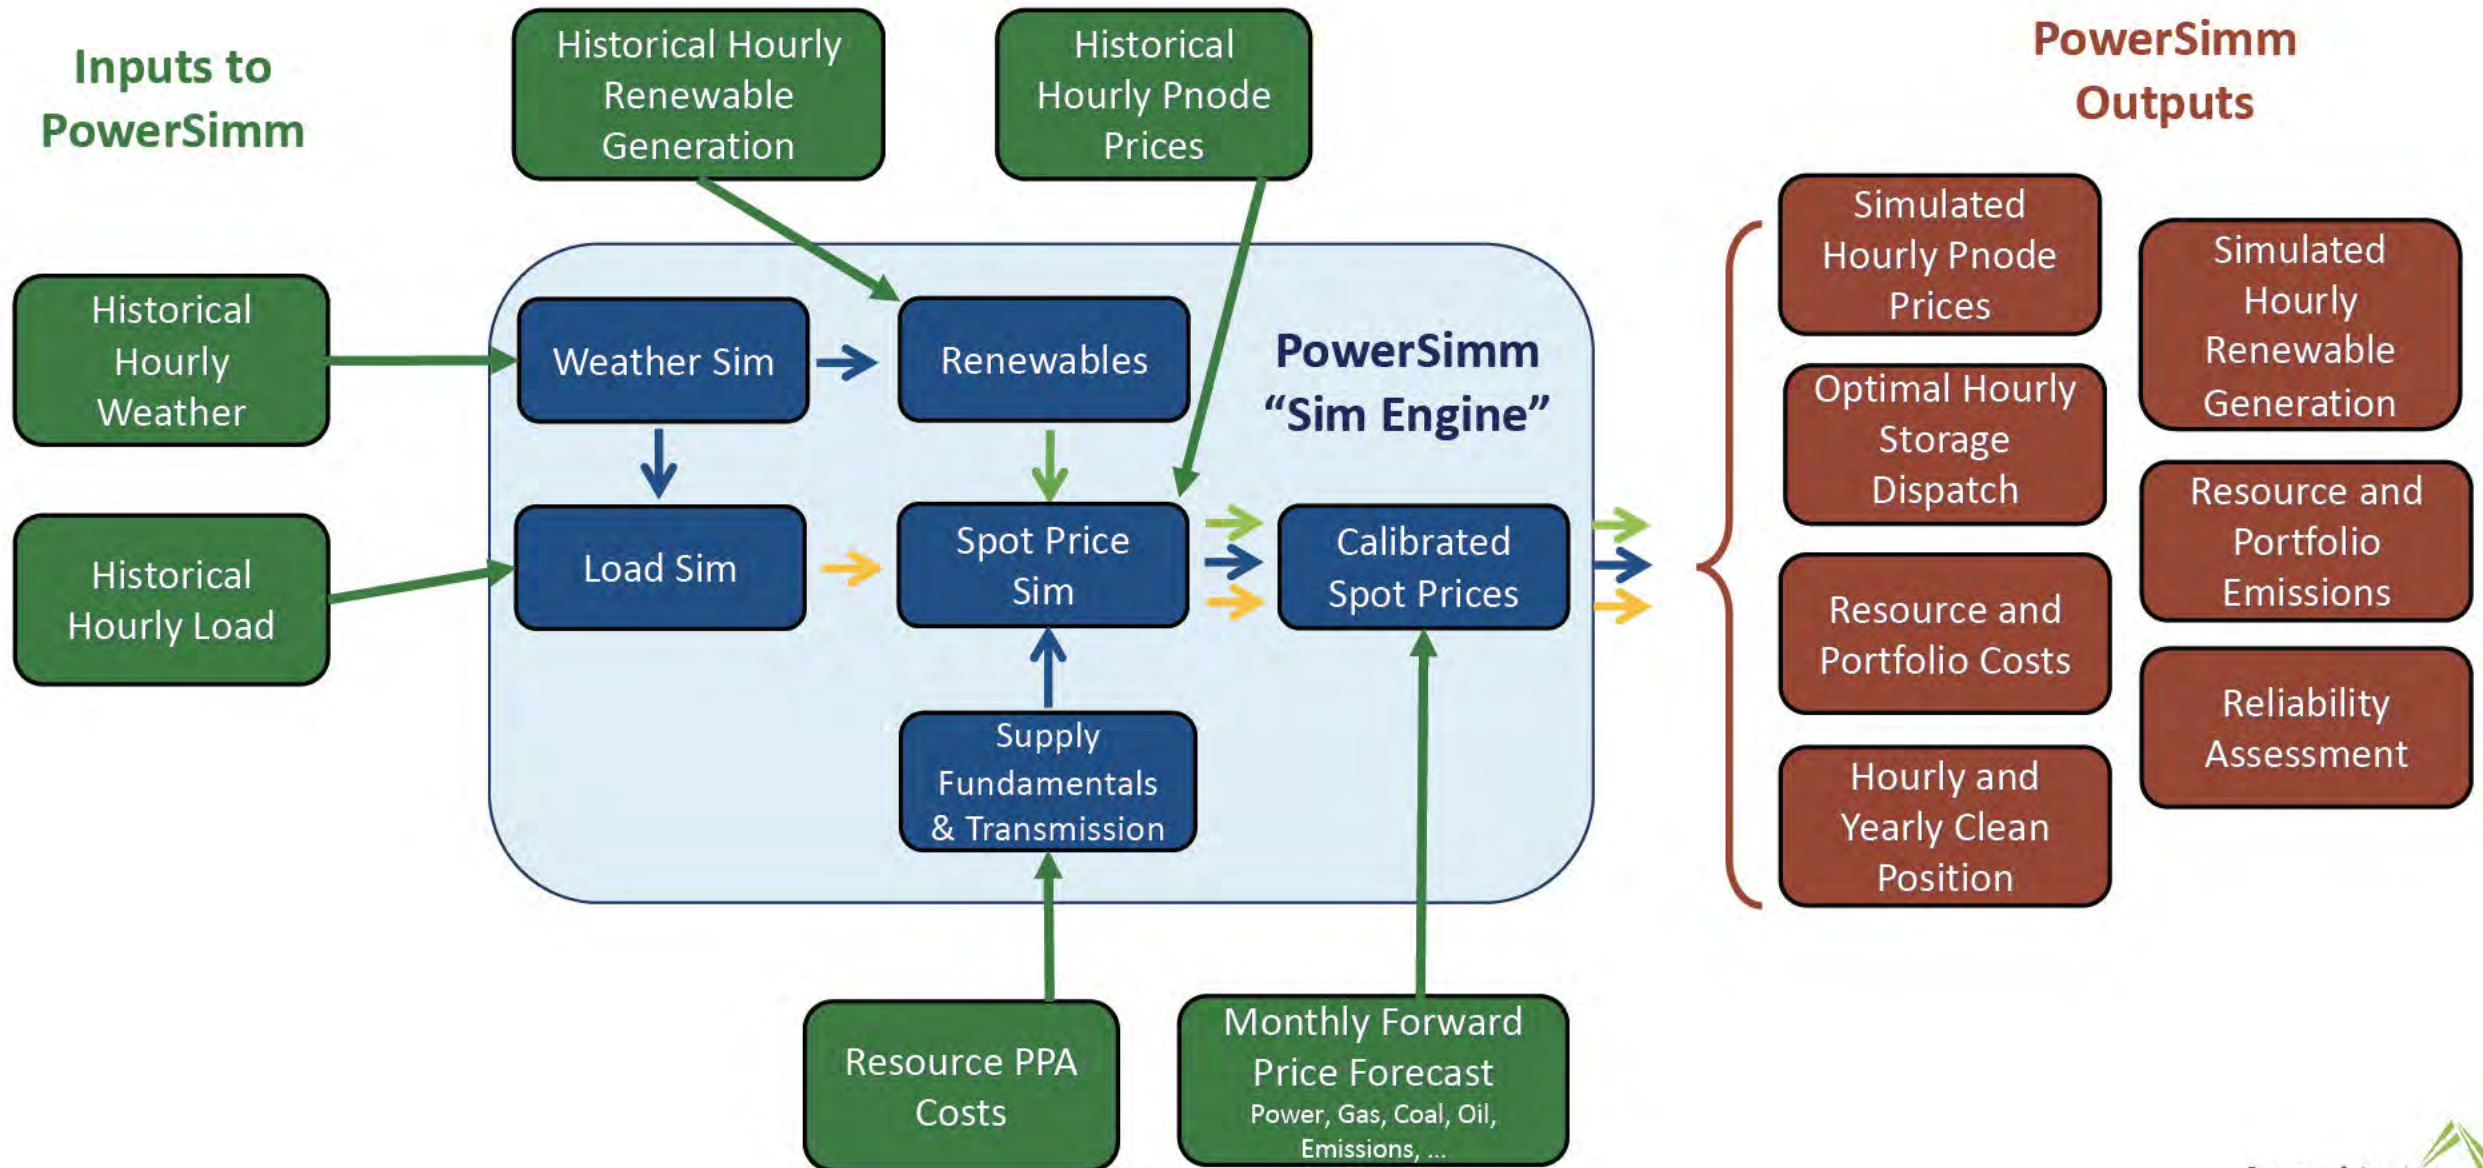 Inputs to
PowerSimm
Historical Hourly
Renewable
Generation
Historical
Hourly Pnode
Prices
PowerSimm
Outputs
Historical
Hourly
Weather
Historical
Hourly Load
Weather Sim
Renewables
PowerSimm
“Sim Engine”
Load Sim
Spot Price
Sim
Calibrated
Spot Prices
Supply
Fundamentals
& Transmission
Resource PPA
Costs
Monthly Forward
Price Forecast
Power, Gas, Coal, Oil,
Emissions, ...
Simulated
Hourly Pnode
Prices
Optimal Hourly
Storage
Dispatch
Resource and
Portfolio Costs
Hourly and
Yearly Clean
Position
Simulated
Hourly
Renewable
Generation
Resource and
Portfolio
Emissions
Reliability
Assessment